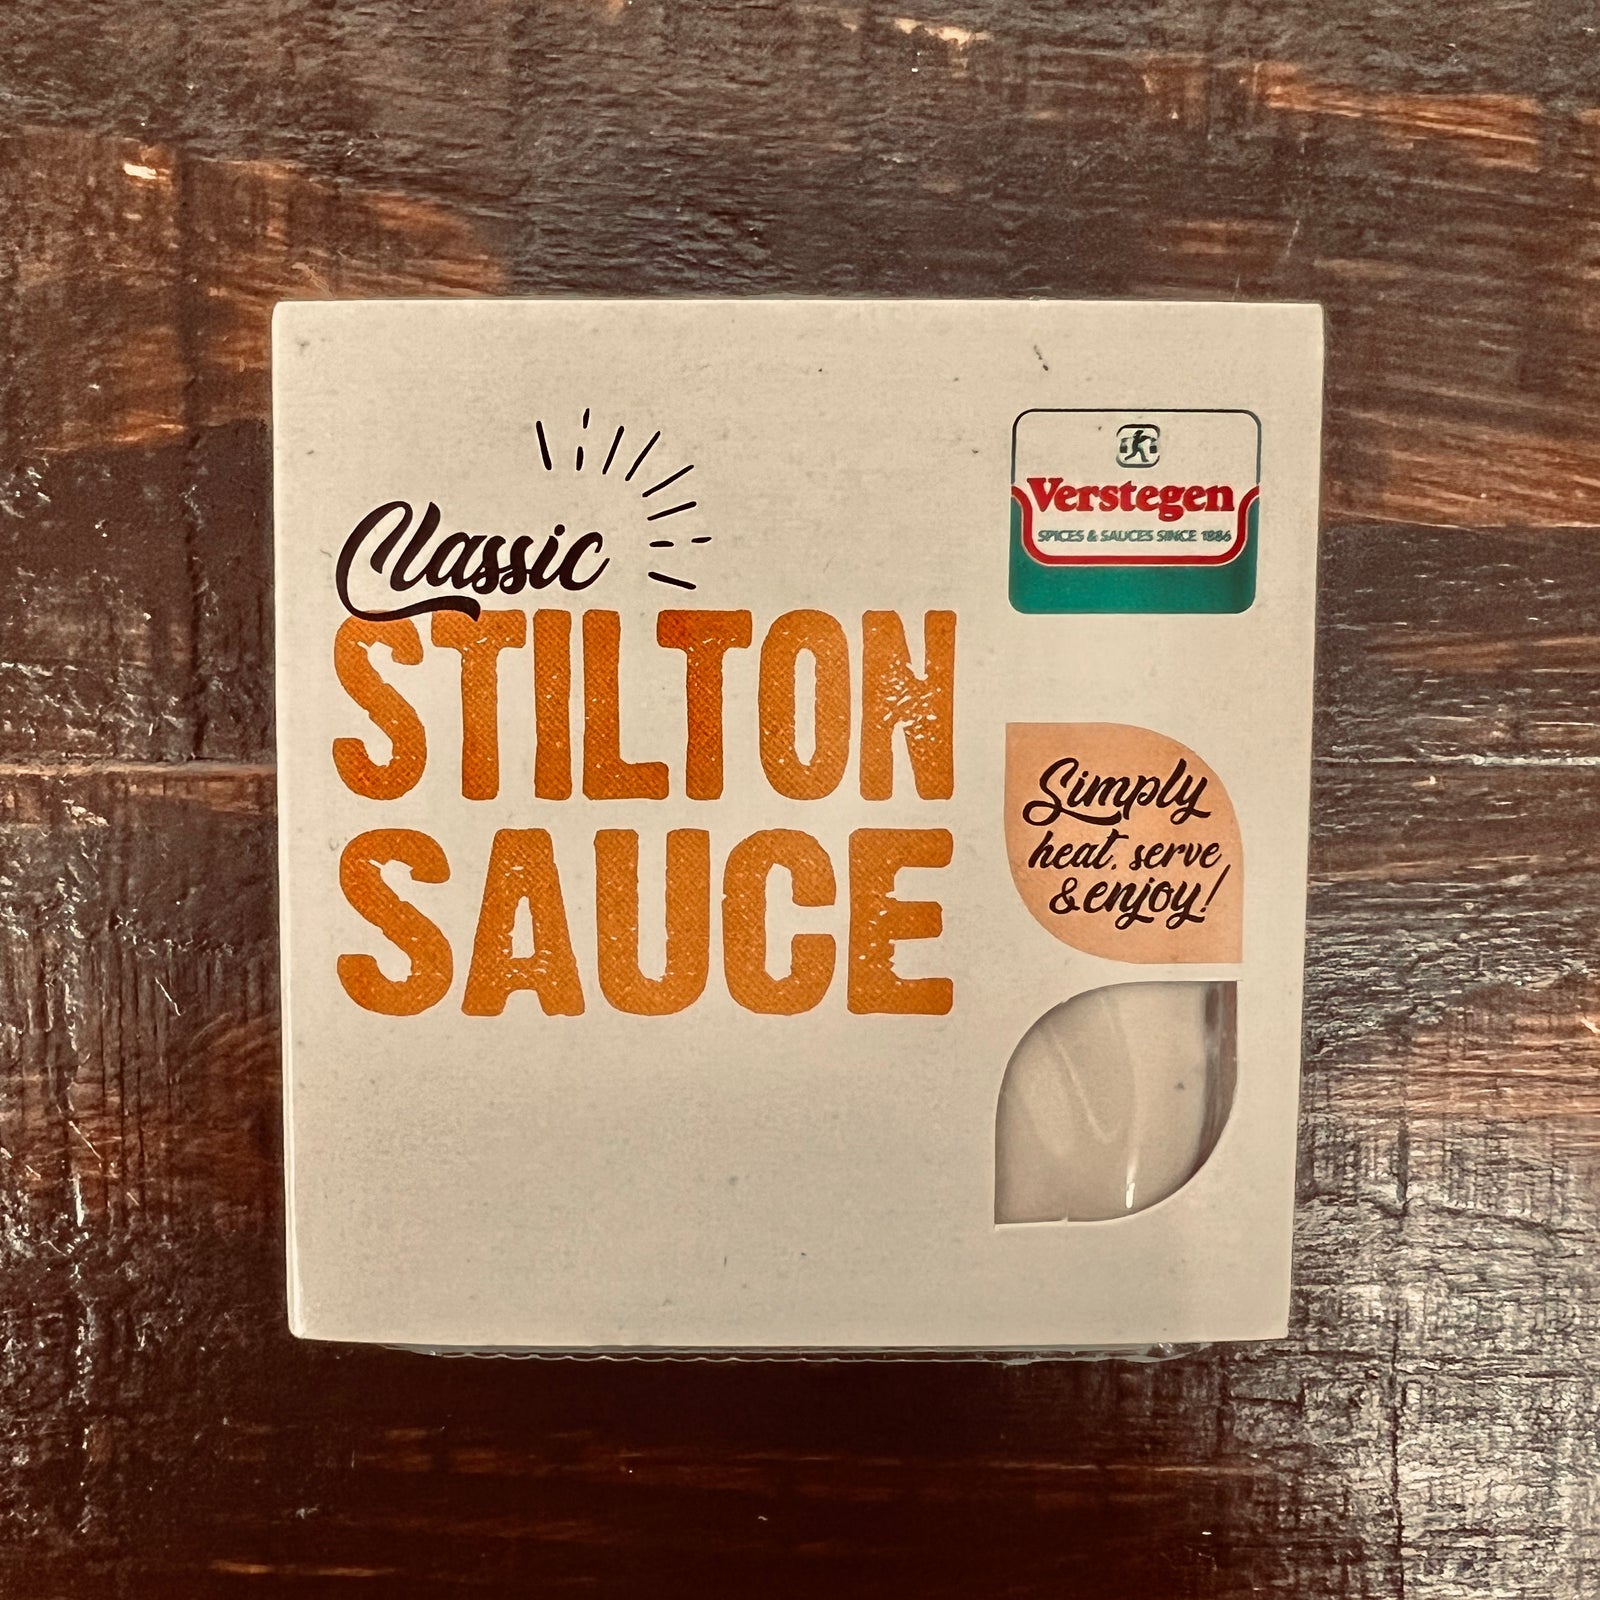 Classic
STILTON
SAUCE
Verstegen
SPICES & SAUCES SINCE 1886
Simply
heat, serve
& enjoy!